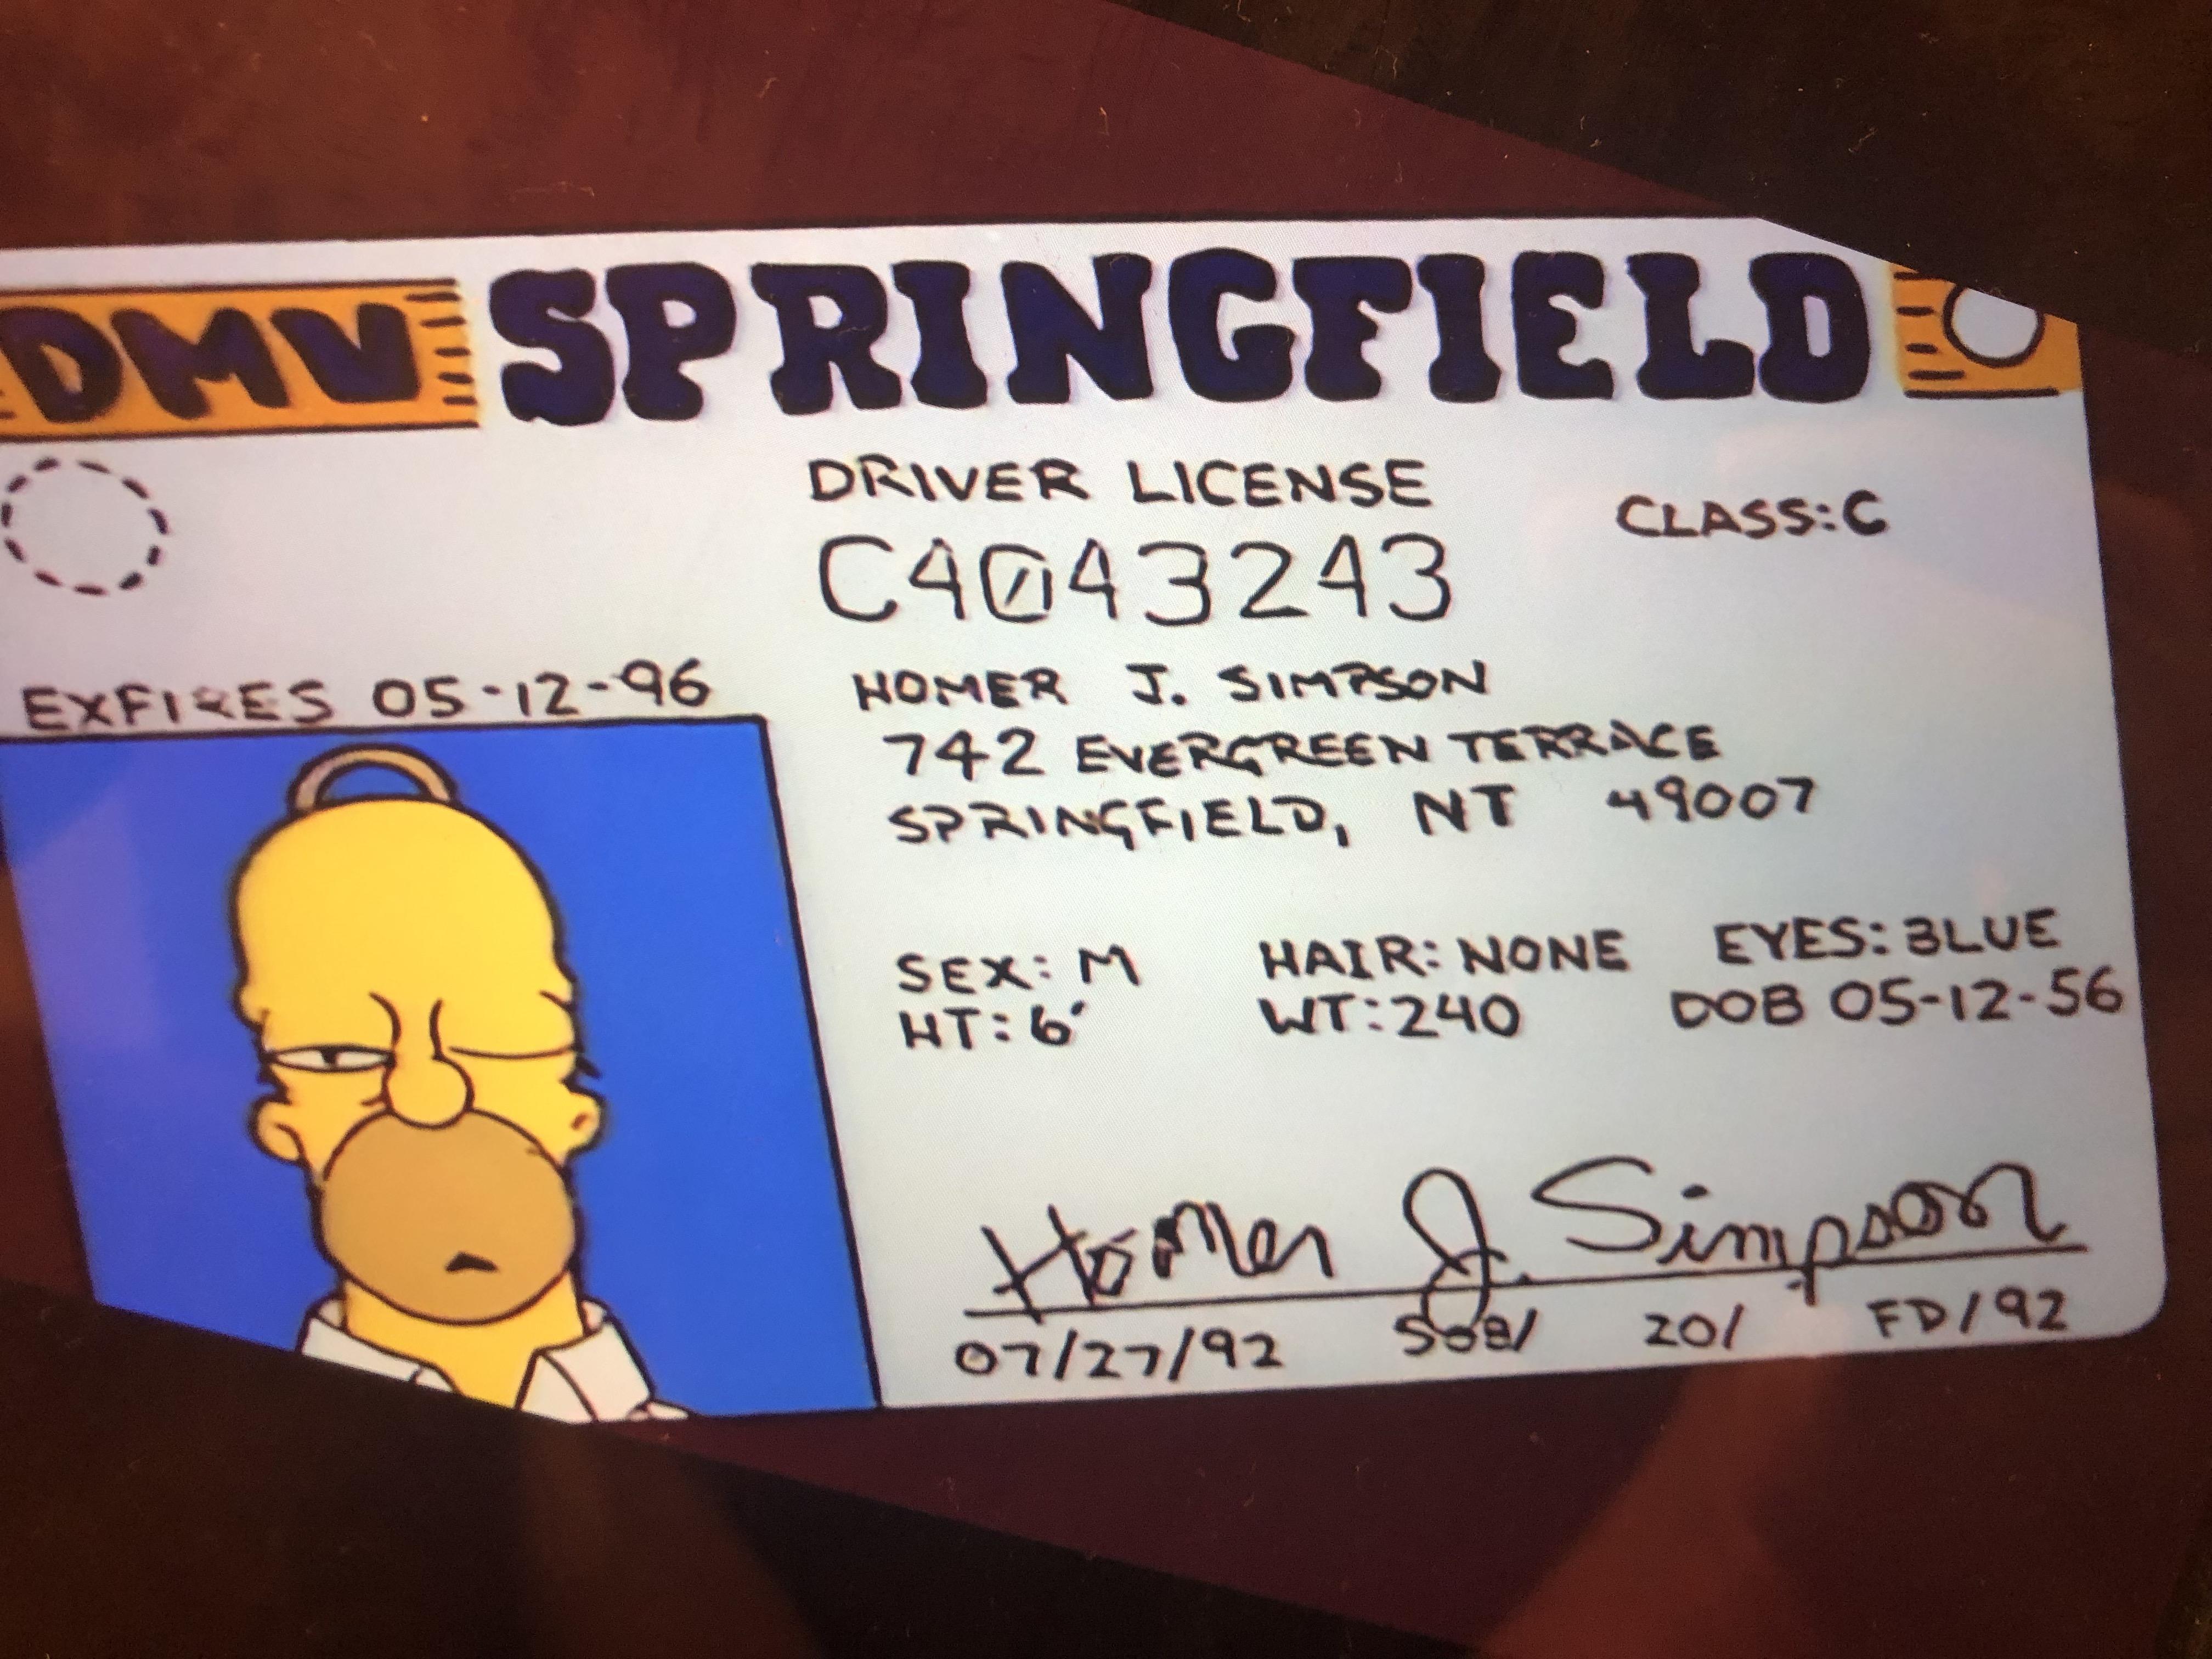 DMV SPRINGFIELD
DRIVER LICENSE
CLASS:C
C4043243
EXPIRES 05-12-96
HOMER J. SIMPSON
742 EVERGREEN TERRACE
SPRINGFIELD, NT 49007
SEX: M HAIR: NONE EYES: BLUE
HT: 6' WT: 240 DOB 05-12-56
Homer J. Simpson
07/27/92 20/ FD/92